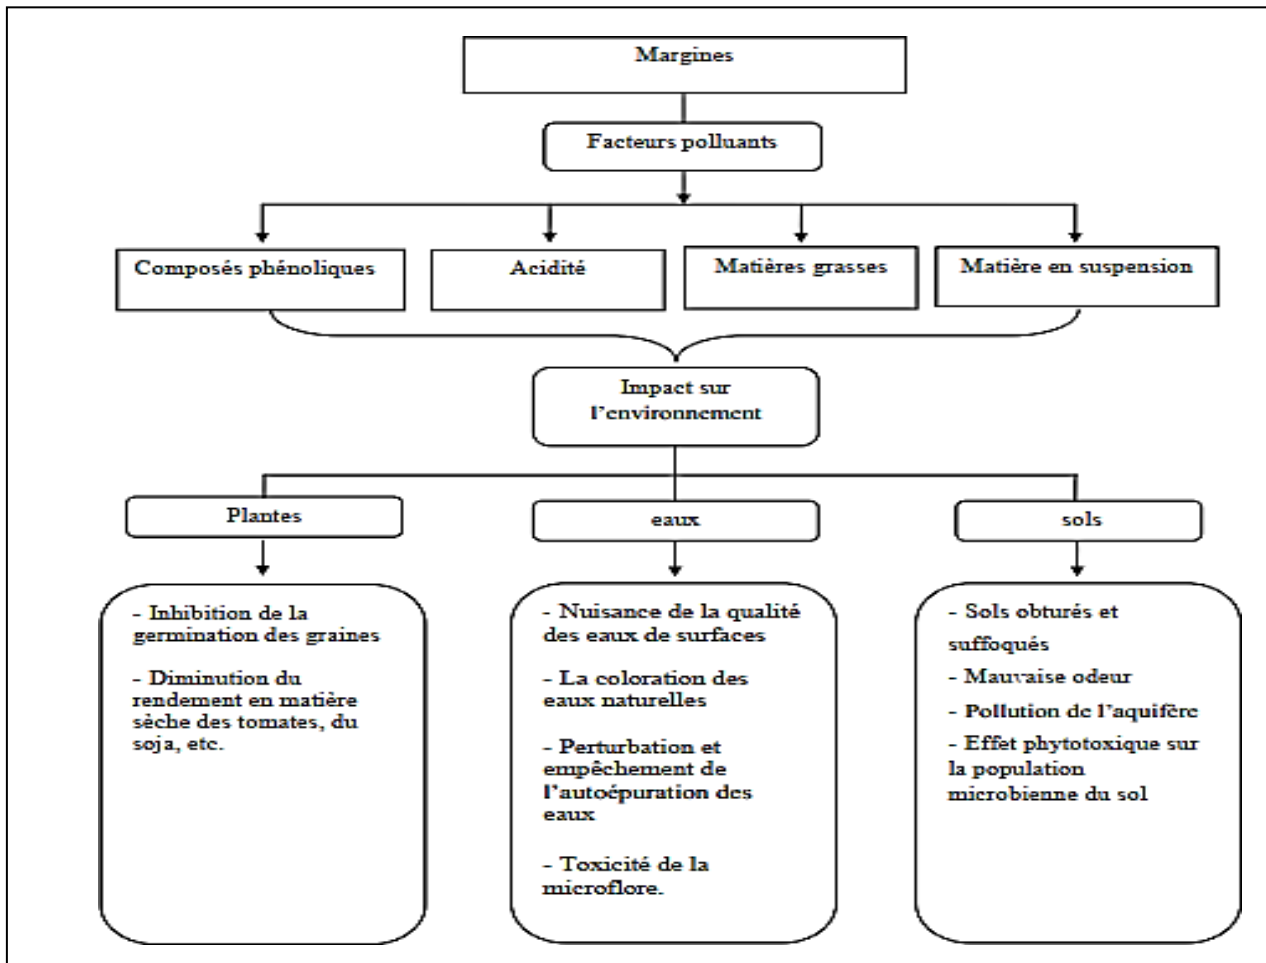 Margines
Facteurs polluants
Composés phénoliques
Acidité
Matières grasses
Matière en suspension
Impact sur
l'environnement
Plantes
eaux
sols
- Inhibition de la
germination des graines
- Diminution du
rendement en matière
sèche des tomates, du
soja, etc.
- Nuisance de la qualité
des eaux de surfaces
- La coloration des
eaux naturelles
- Perturbation et
empêchement de
l'autoépuration des
eaux
- Toxicité de la
microflore.
- Sols obturés et
suffoqués
- Mauvaise odeur
- Pollution de l'aquifère
- Effet phytotoxique sur
la population
microbienne du sol